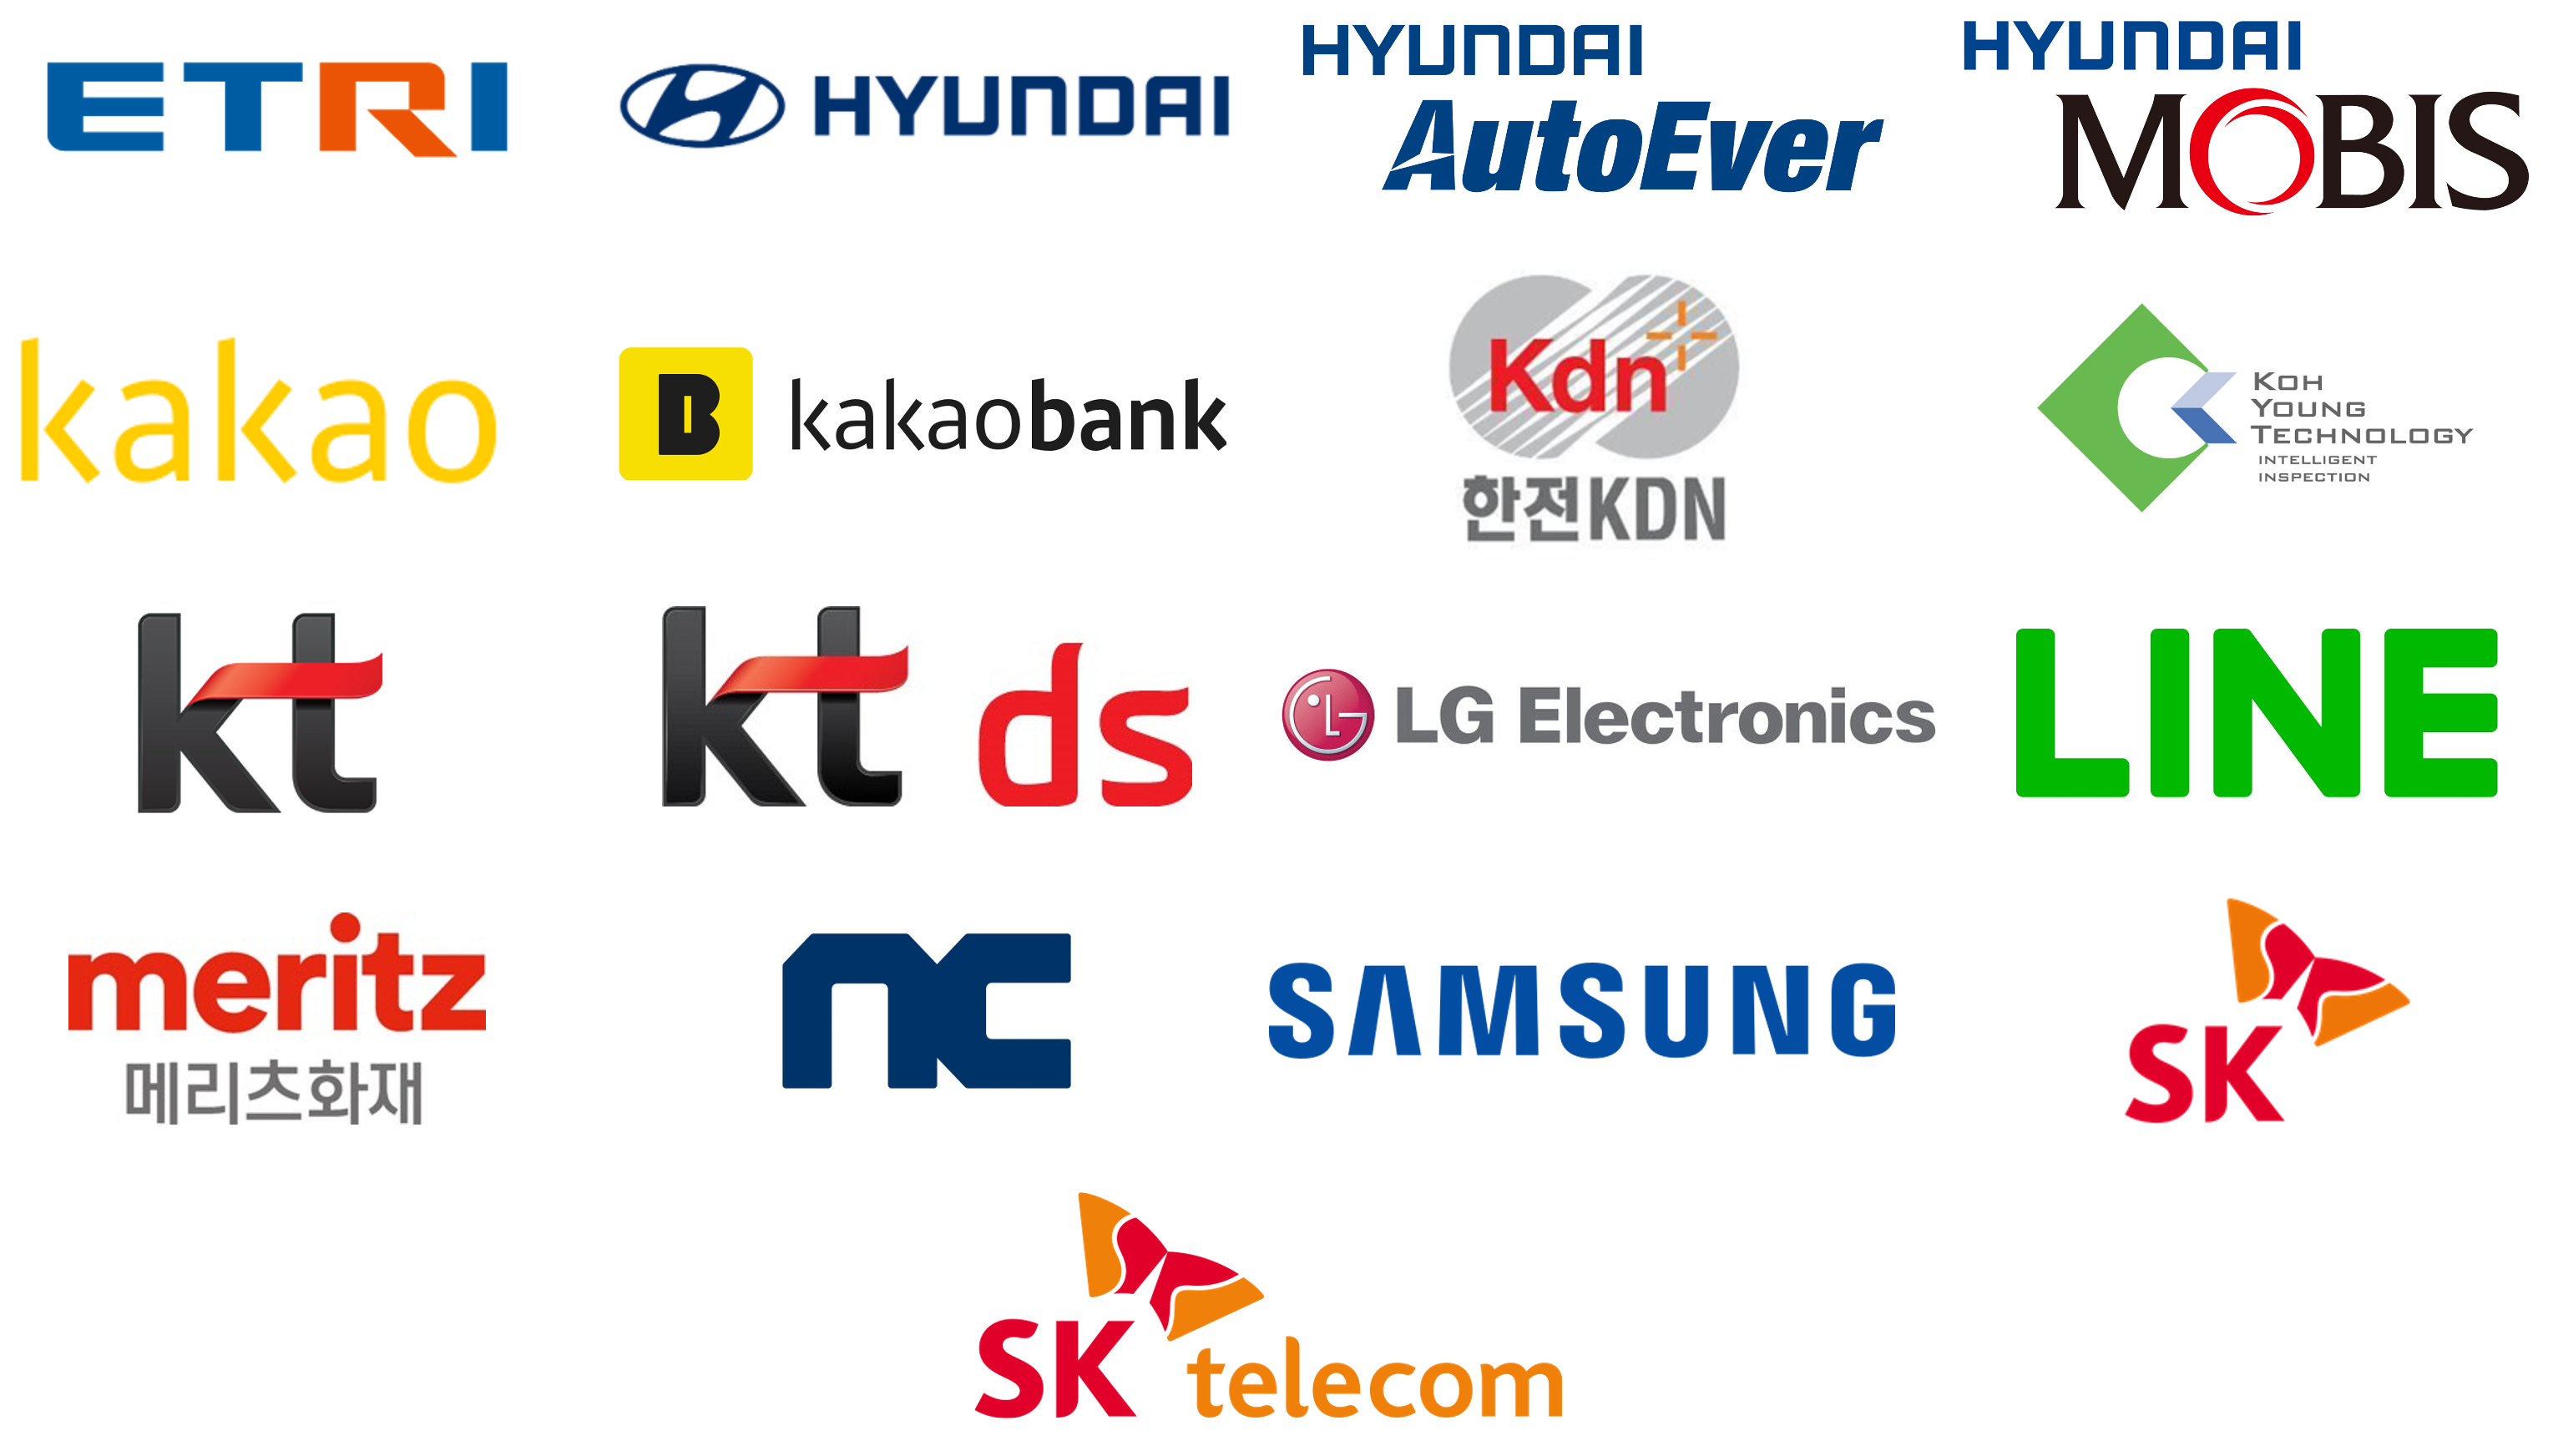 ETRI
HYUNDAI
HYUNDAI
AutoEver
HYUNDAI
MOBIS
kakao
B kakaobank
Kdn
한전KDN
KOH
YOUNG
TECHNOLOGY
INTELLIGENT
INSPECTION
kt
kt ds
LG Electronics
LINE
meritz
메리츠화재
nc
SAMSUNG
SK
SK telecom